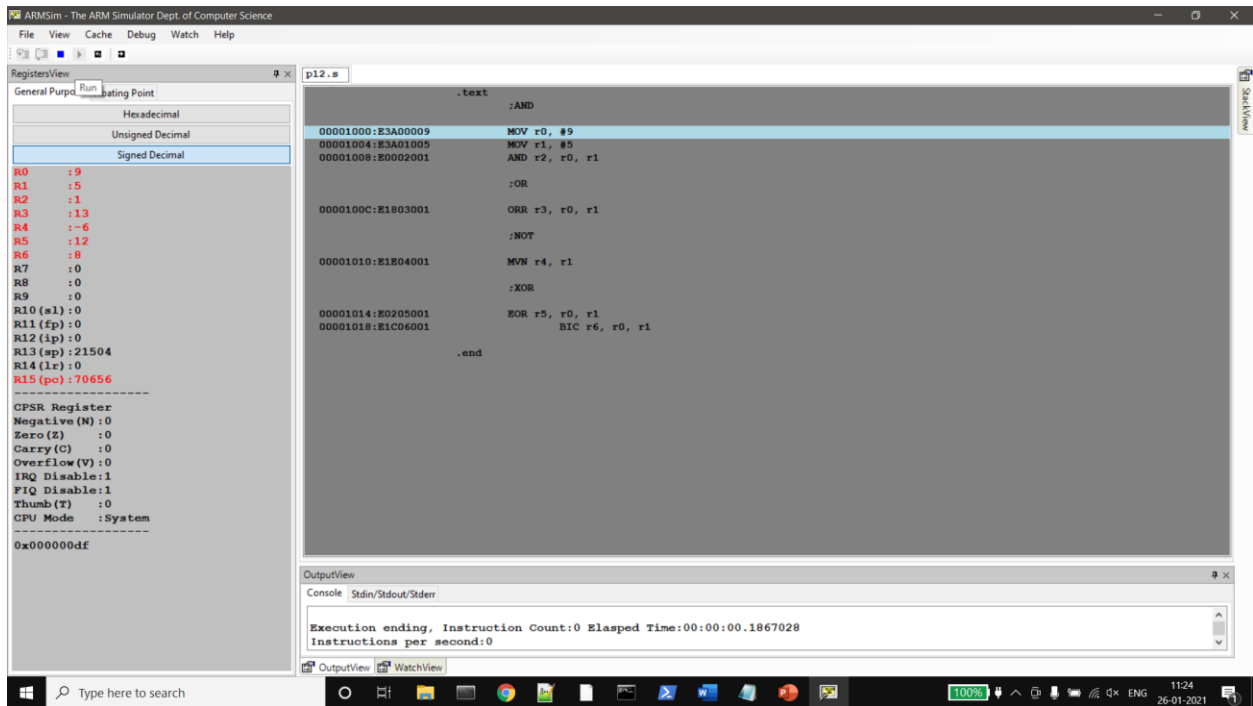 ARMSim - The ARM Simulator Dept. of Computer Science
File View Cache Debug Watch Help
RegistersView
General Purpo
Run
oating Point
Hexadecimal
Unsigned Decimal
Signed Decimal
R0 :9
R1 :5
R2 :1
R3 :13
R4 :-6
R5 :12
R6 :8
R7 :0
R8 :0
R9 :0
R10(sl):0
R11(fp):0
R12(ip):0
R13(sp):21504
R14(lr):0
R15(pc):70656
-------------------
CPSR Register
Negative(N):0
Zero(Z) :0
Carry(C) :0
Overflow(V):0
IRQ Disable:1
FIQ Disable:1
Thumb(T) :0
CPU Mode :System
-------------------
0x000000df
p12.s
.text
;AND
00001000:E3A00009 MOV r0, #9
00001004:E3A01005 MOV r1, #5
00001008:E0002001 AND r2, r0, r1
;OR
0000100C:E1803001 ORR r3, r0, r1
;NOT
00001010:E1E04001 MVN r4, r1
;XOR
00001014:E0205001 EOR r5, r0, r1
00001018:E1C06001 BIC r6, r0, r1
.end
StackView
OutputView
Console Stdin/Stdout/Stderr
Execution ending, Instruction Count:0 Elasped Time:00:00:00.1867028
Instructions per second:0
OutputView WatchView
Type here to search
100%
ENG
11:24
26-01-2021